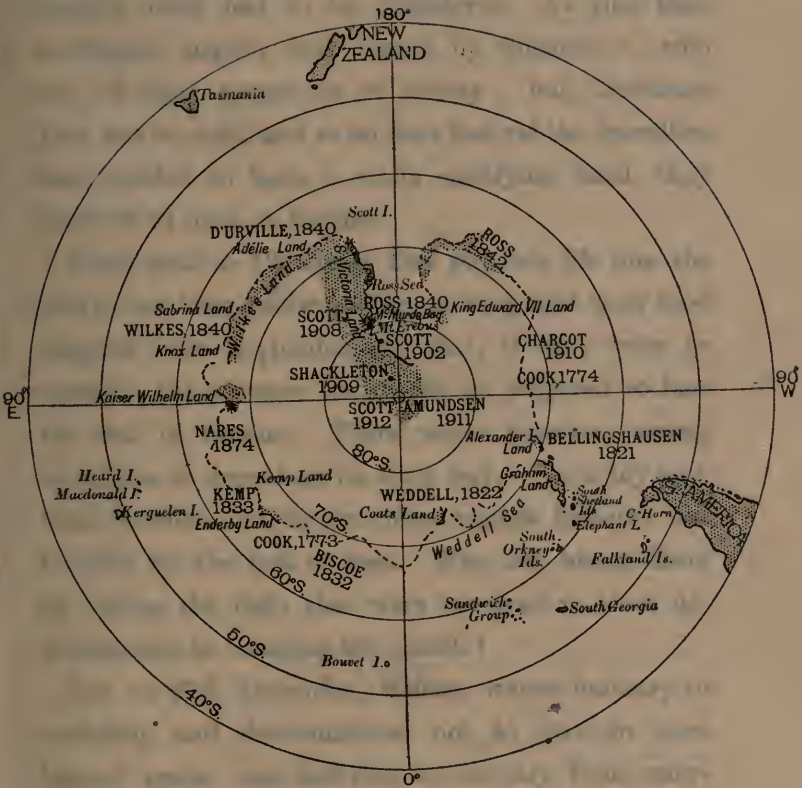 180°
NEW
ZEALAND
Tasmania
Scott I.
D'URVILLE, 1840
Adélie Land
ROSS
1842
Wilkes Land
S. Victoria Land
Ross Sea
Sabrina Land
ROSS 1840
King Edward VII Land
WILKES, 1840
SCOTT
1908
McMurdo Bay
Mt. Erebus
Knox Land
SCOTT
1902
CHARCOT
1910
SHACKLETON
1909
COOK, 1774
90°
E
Kaiser Wilhelm Land
90°
W
SCOTT
1912
AMUNDSEN
1911
NARES
1874
Alexander I.
Land
BELLINGSHAUSEN
1821
80°S.
Heard I.
Macdonald I.
Kerguelen I.
Kemp Land
Graham
Land
KEMP
1833
Enderby Land
WEDDELL, 1822
Coats Land
South
Shetland
Ids.
Elephant I.
C. Horn
S. AMERICA
70°S.
Weddell Sea
COOK, 1773
BISCOE
1832
South
Orkney
Ids.
Falkland Is.
60°S.
Sandwich
Group
South Georgia
50°S.
Bouvet I.
40°S.
0°